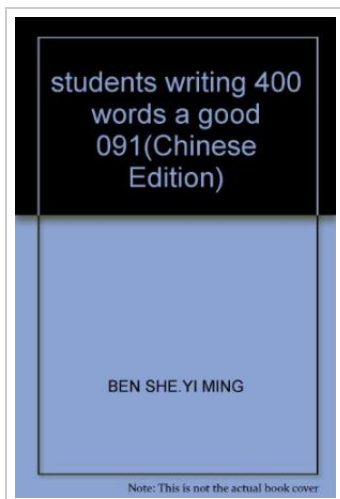 students writing 400
words a good
091(Chinese
Edition)
BEN SHE.YI MING
Note: This is not the actual book cover